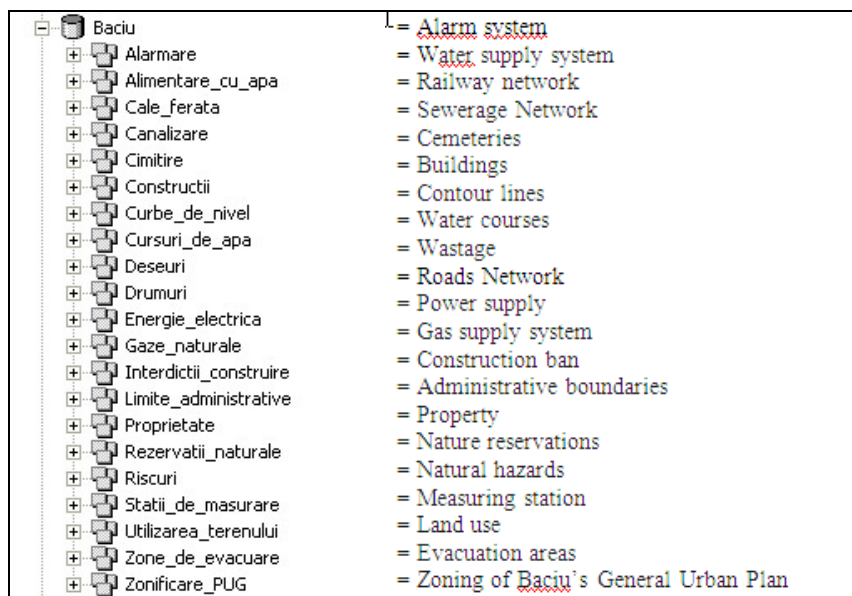 Baciu = Alarm system
Alarmare = Water supply system
Alimentare_cu_apa = Railway network
Cale_ferata = Sewerage Network
Canalizare = Cemeteries
Cimitire = Buildings
Constructii = Contour lines
Curbe_de_nivel = Water courses
Cursuri_de_apa = Wastage
Deseuri = Roads Network
Drumuri = Power supply
Energie_electrica = Gas supply system
Gaze_naturale = Construction ban
Interdictii_construire = Administrative boundaries
Limite_administrative = Property
Proprietate = Nature reservations
Rezervatii_naturale = Natural hazards
Riscuri = Measuring station
Statii_de_masurare = Land use
Utilizarea_terenului = Evacuation areas
Zone_de_evacuare = Zoning of Baciu`s General Urban Plan
Zonificare_PUG